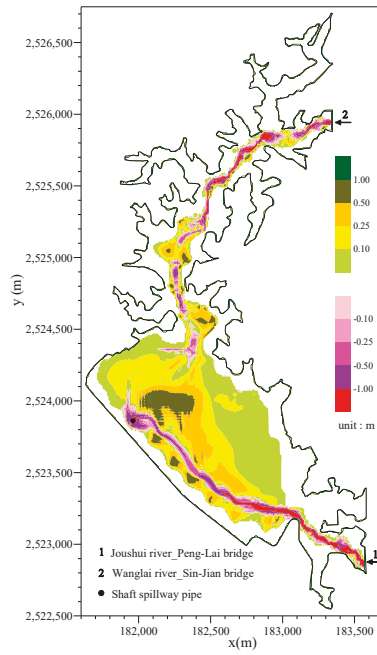 2,526,500
2
2,526,000
2,525,500
1.00
0.50
0.25
0.10
2,525,000
y (m)
-0.10
2,524,500
-0.25
-0.50
-1.00
2,524,000
unit : m
2,523,500
1 Joushui river_Peng-Lai bridge
1
2,523,000
2 Wanglai river_Sin-Jian bridge
Shaft spillway pipe
2,522,500
182,000 182,500 183,000 183,500
x(m)